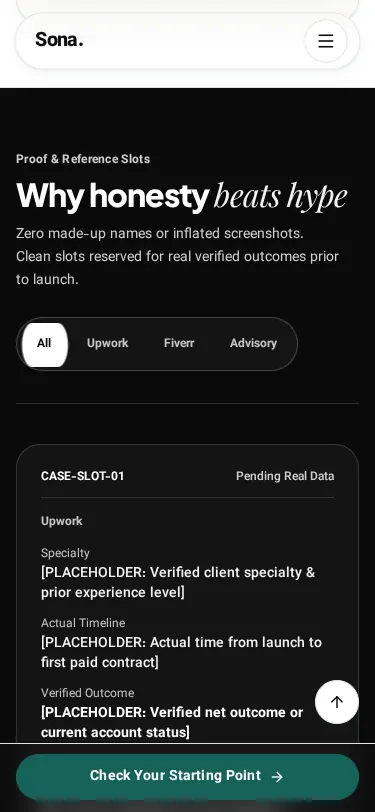 Sona.
Proof & Reference Slots
Why honesty beats hype
Zero made-up names or inflated screenshots.
Clean slots reserved for real verified outcomes prior
to launch.
All Upwork Fiverr Advisory
CASE-SLOT-01 Pending Real Data
Upwork
Specialty
[PLACEHOLDER: Verified client specialty &
prior experience level]
Actual Timeline
[PLACEHOLDER: Actual time from launch to
first paid contract]
Verified Outcome
[PLACEHOLDER: Verified net outcome or
current account status]
Check Your Starting Point